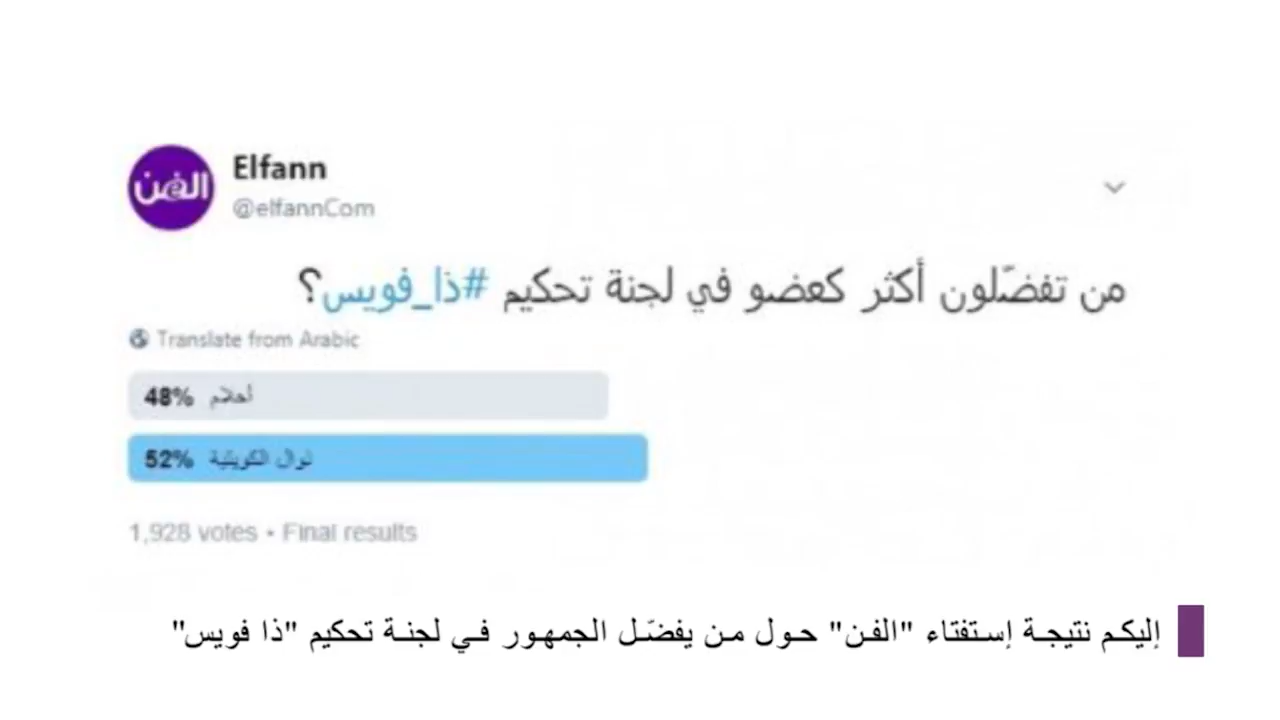 الفن
Elfann
@elfannCom
من تفضّلون أكثر كعضو في لجنة تحكيم #ذا_فويس؟
Translate from Arabic
48% أحلام
52% نوال الكويتية
1,928 votes • Final results
إليكم نتيجة إستفتاء "الفن" حول من يفضّل الجمهور في لجنة تحكيم "ذا فويس"